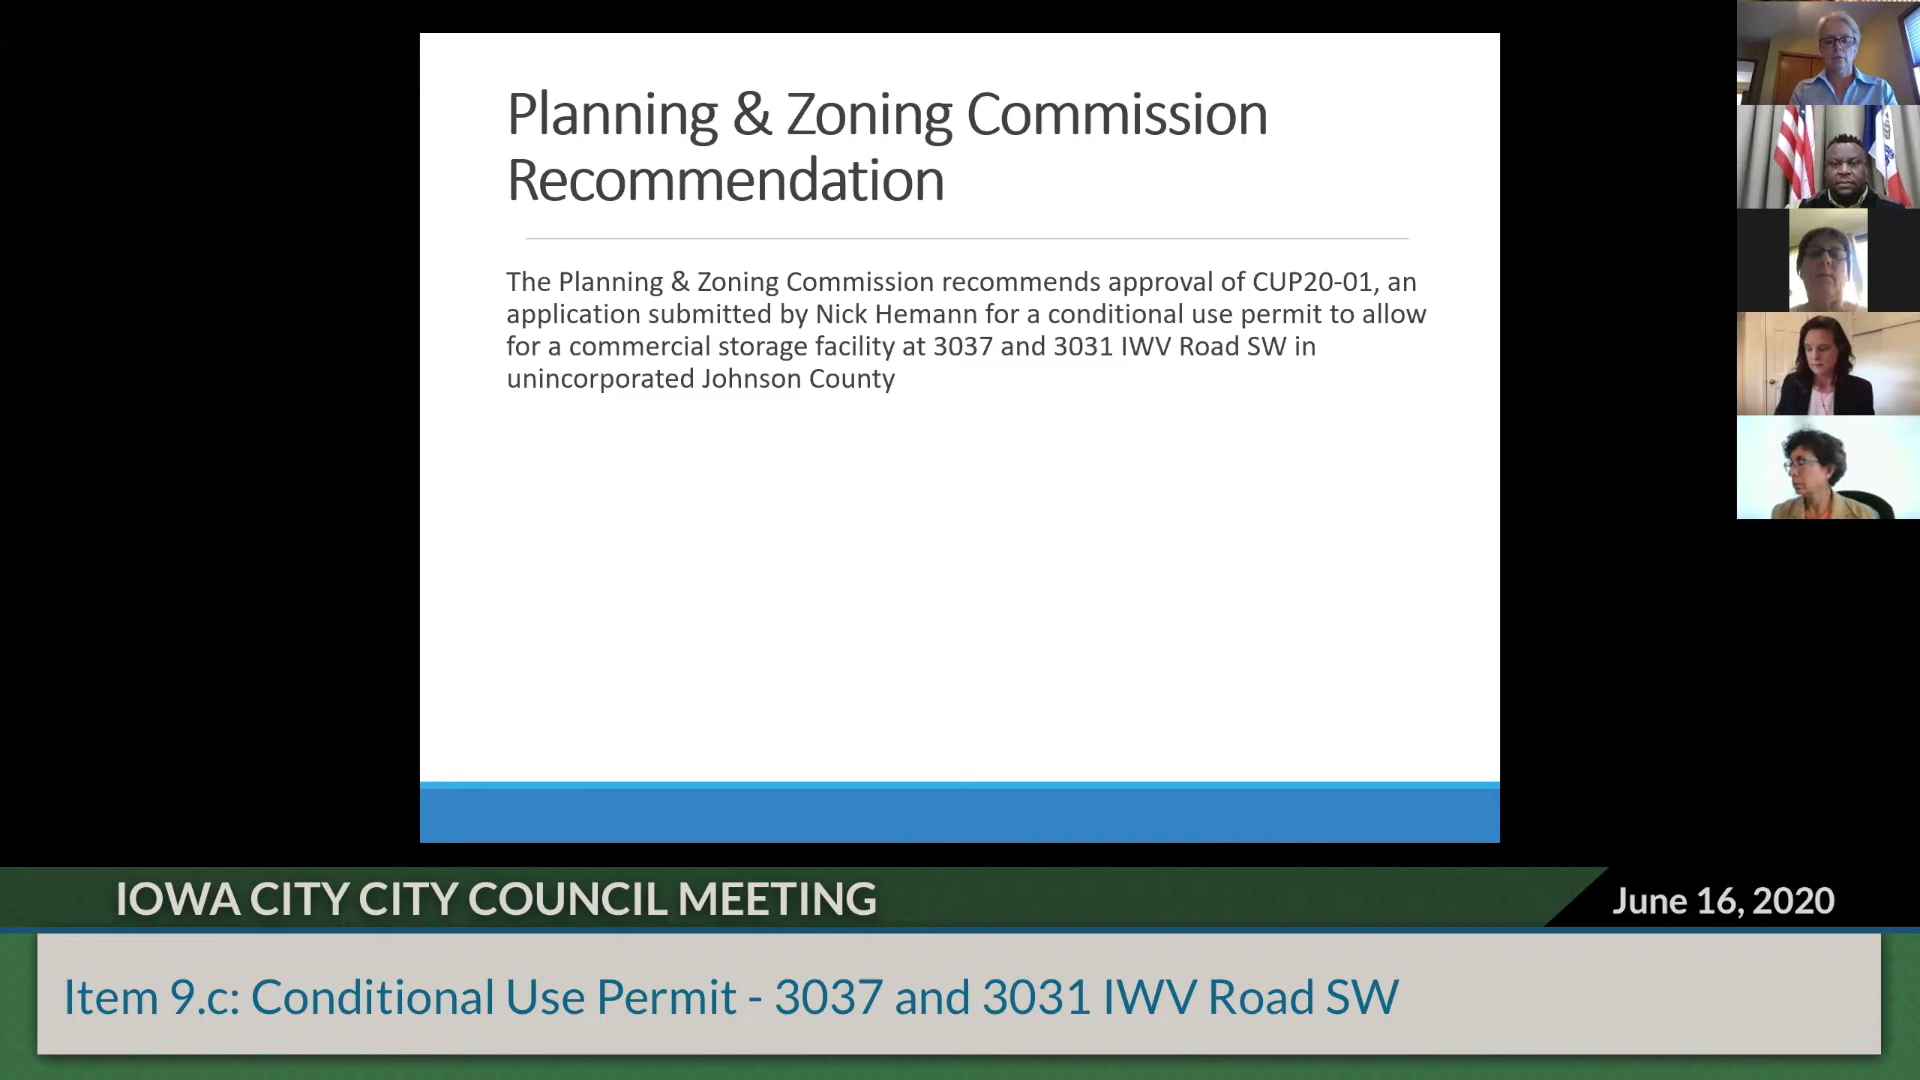 Planning & Zoning Commission
Recommendation
The Planning & Zoning Commission recommends approval of CUP20-01, an
application submitted by Nick Hemann for a conditional use permit to allow
for a commercial storage facility at 3037 and 3031 IWV Road SW in
unincorporated Johnson County
IOWA CITY CITY COUNCIL MEETING
June 16, 2020
Item 9.c: Conditional Use Permit - 3037 and 3031 IWV Road SW